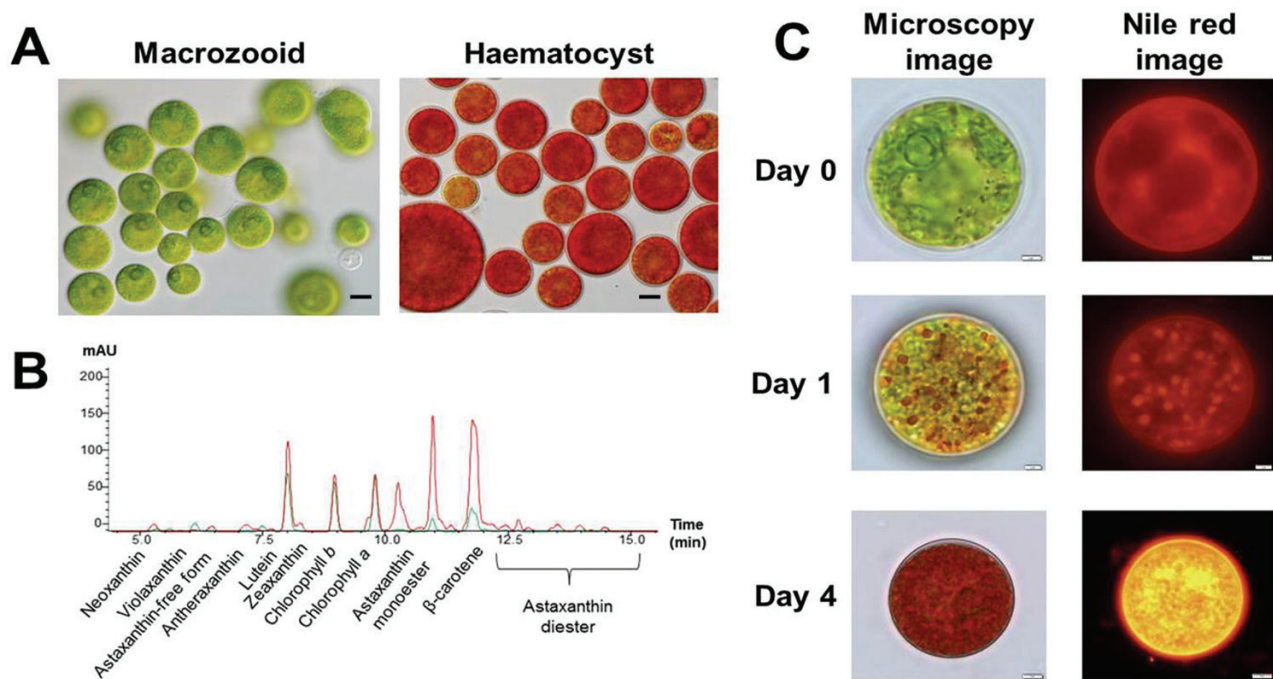 A
Macrozooid
Haematocyst
B
mAU
200
150
100
50
0
5.0
7.5
10.0
12.5
15.0
Time
(min)
Neoxanthin
Violaxanthin
Astaxanthin-free form
Antheraxanthin
Lutein
Zeaxanthin
Chlorophyll b
Chlorophyll a
Astaxanthin
monoester
β-carotene
Astaxanthin
diester
C
Microscopy
image
Nile red
image
Day 0
Day 1
Day 4